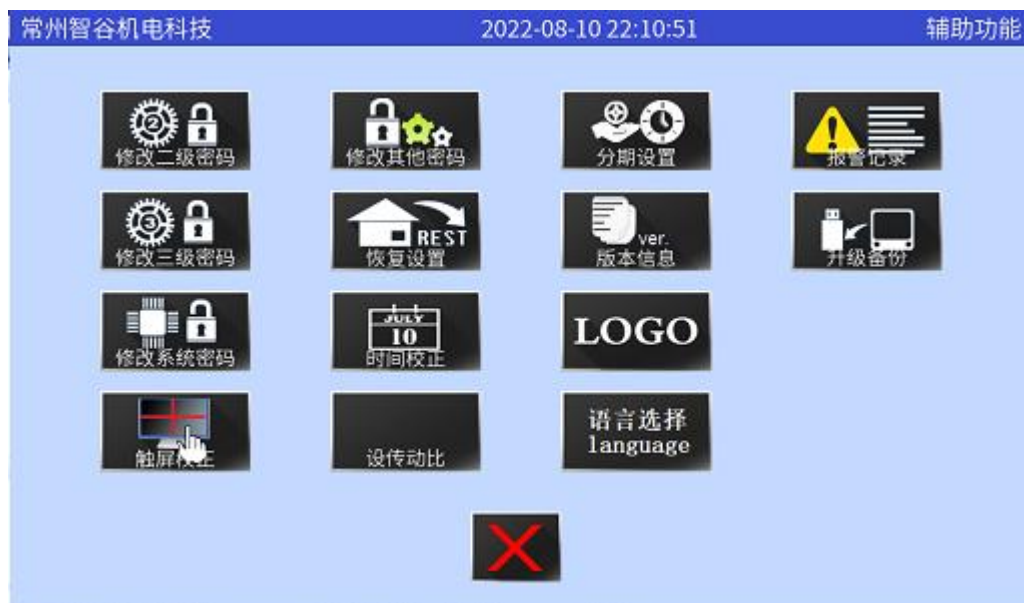 常州智谷机电科技 2022-08-10 22:10:51 辅助功能
修改二级密码 修改其他密码 分期设置 报警记录
修改三级密码 REST 恢复设置 ver. 版本信息 升级备份
修改系统密码 JULY 10 时间校正 LOGO
触屏校正 设传动比 语言选择 language